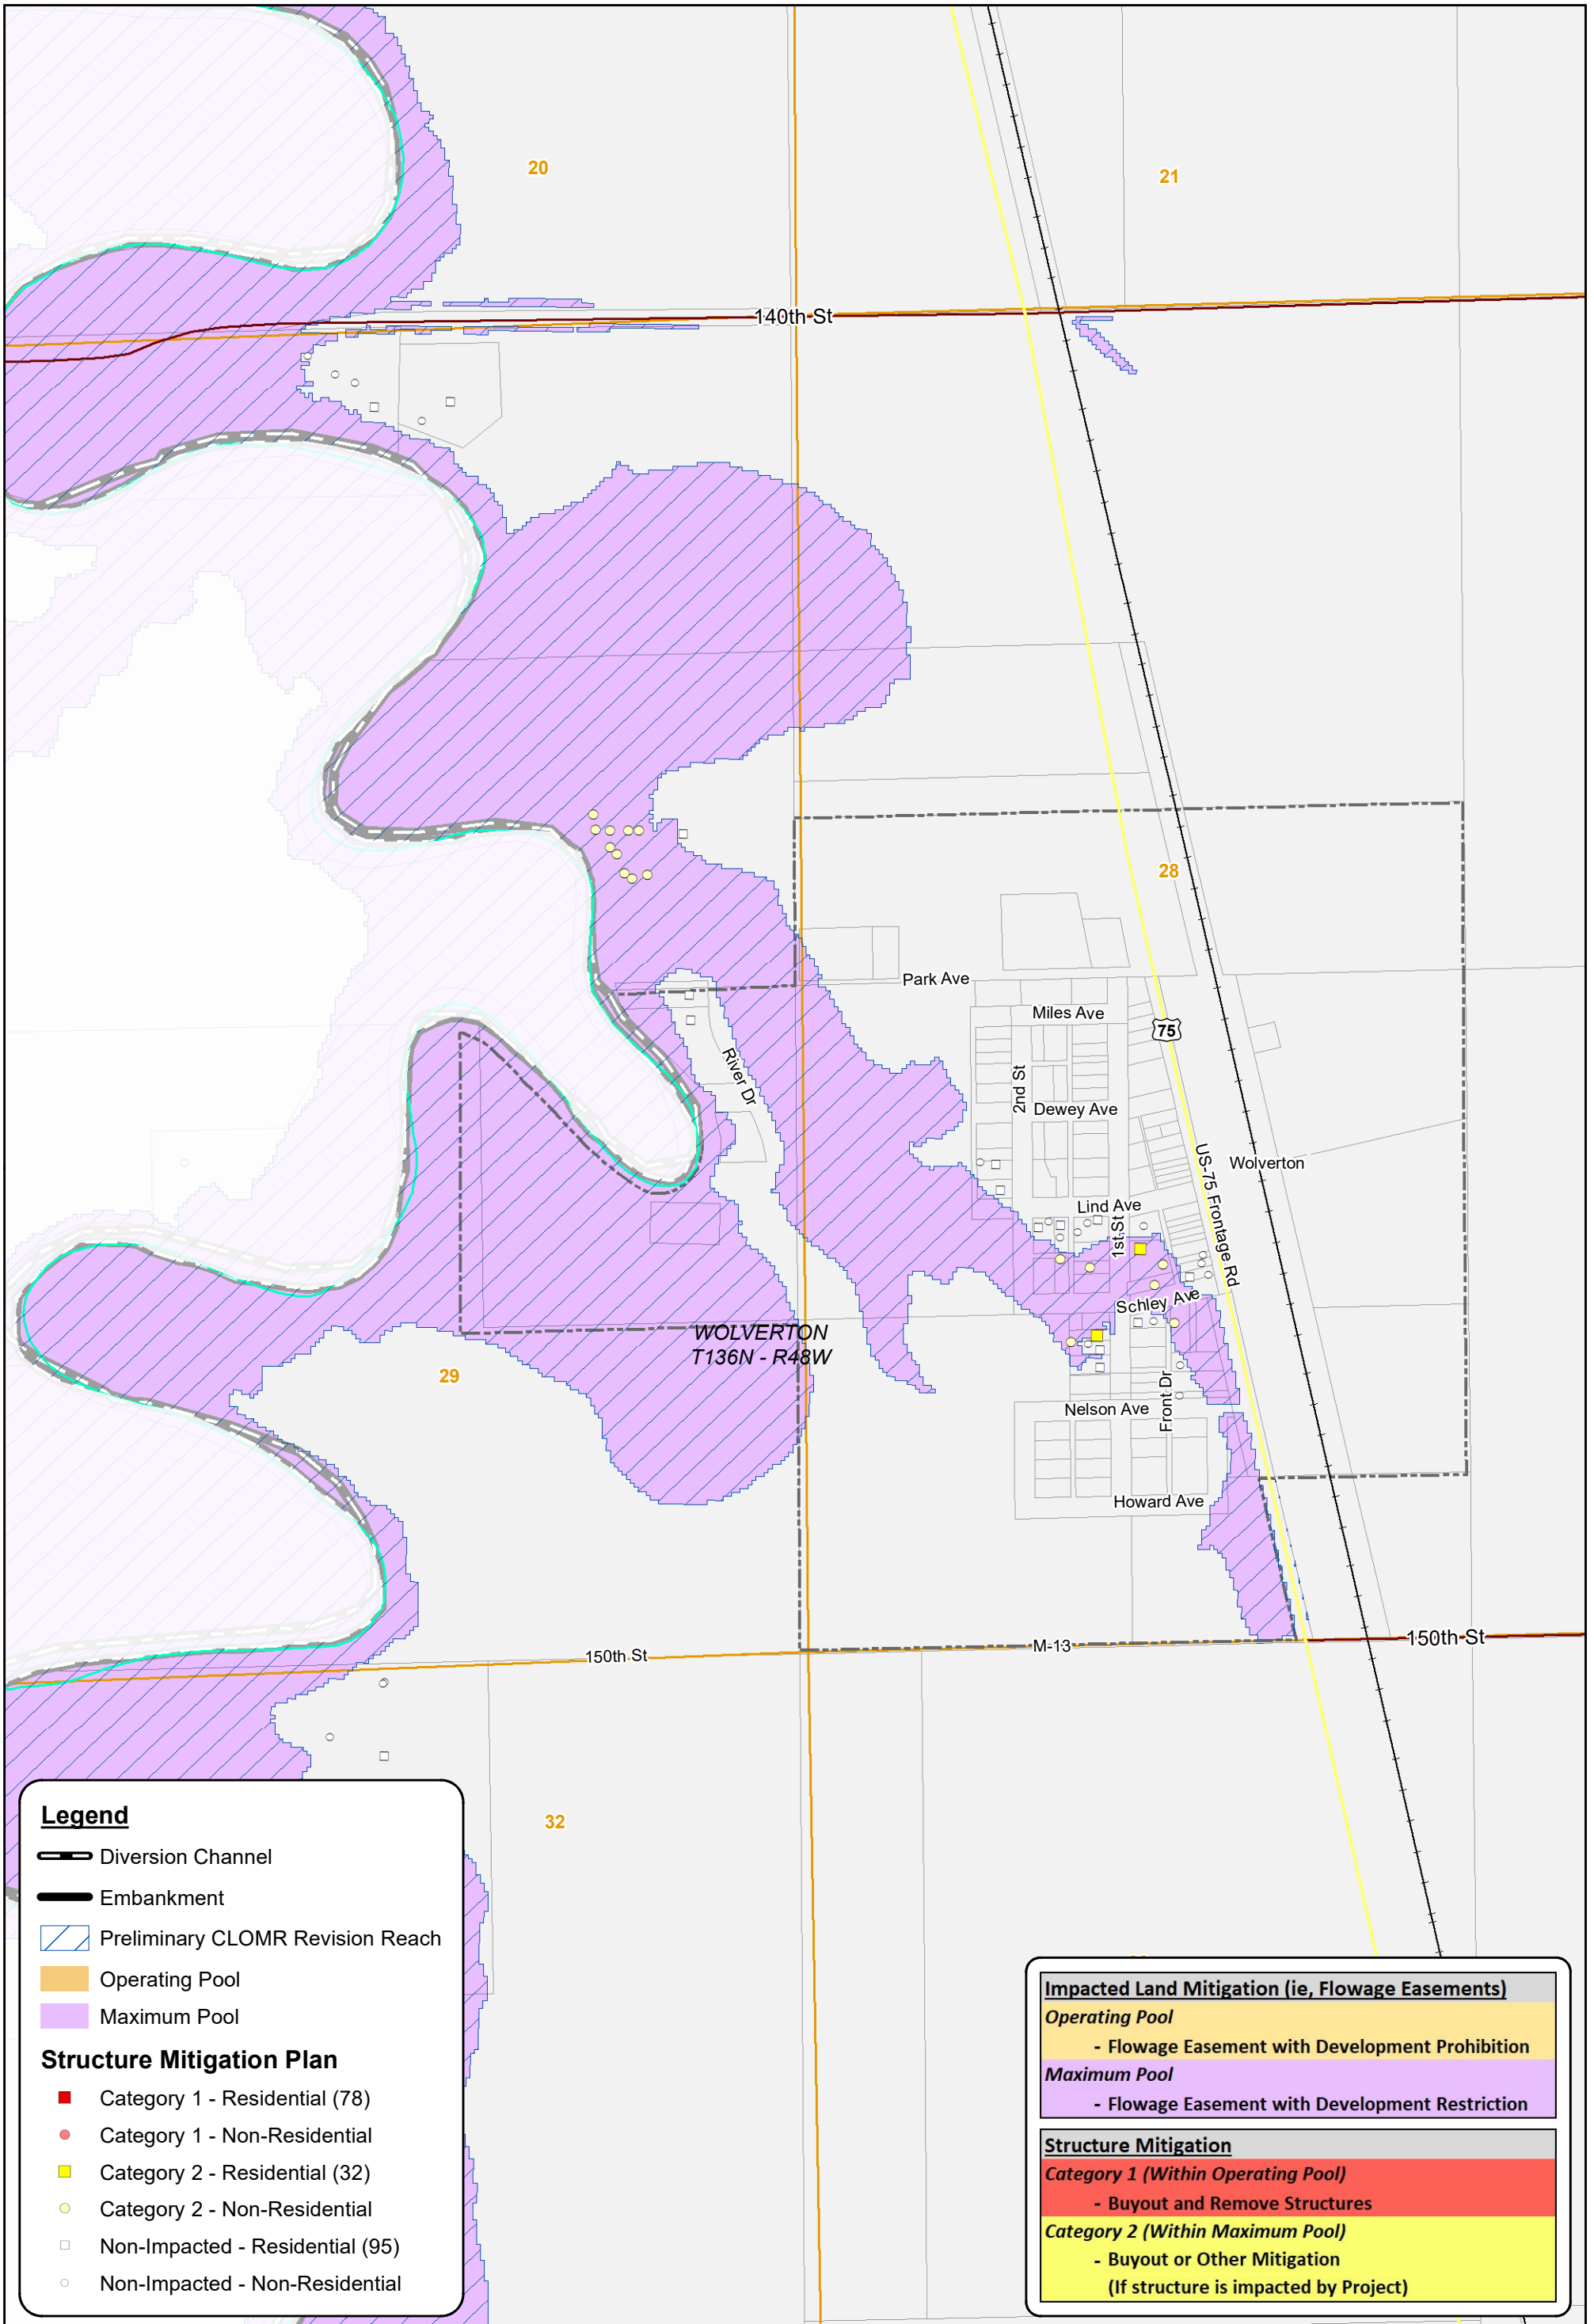 20
21
140th St
28
Park Ave
Miles Ave
75
River Dr
2nd St
Dewey Ave
US-75 Frontage Rd
Wolverton
Lind Ave
1st St
Schley Ave
WOLVERTON
T136N - R48W
29
Front Dr
Nelson Ave
Howard Ave
150th St
M-13
150th St
32
Legend
Diversion Channel
Embankment
Preliminary CLOMR Revision Reach
Operating Pool
Maximum Pool
Structure Mitigation Plan
Category 1 - Residential (78)
Category 1 - Non-Residential
Category 2 - Residential (32)
Category 2 - Non-Residential
Non-Impacted - Residential (95)
Non-Impacted - Non-Residential
Impacted Land Mitigation (ie, Flowage Easements)
Operating Pool
- Flowage Easement with Development Prohibition
Maximum Pool
- Flowage Easement with Development Restriction
Structure Mitigation
Category 1 (Within Operating Pool)
- Buyout and Remove Structures
Category 2 (Within Maximum Pool)
- Buyout or Other Mitigation
(If structure is impacted by Project)